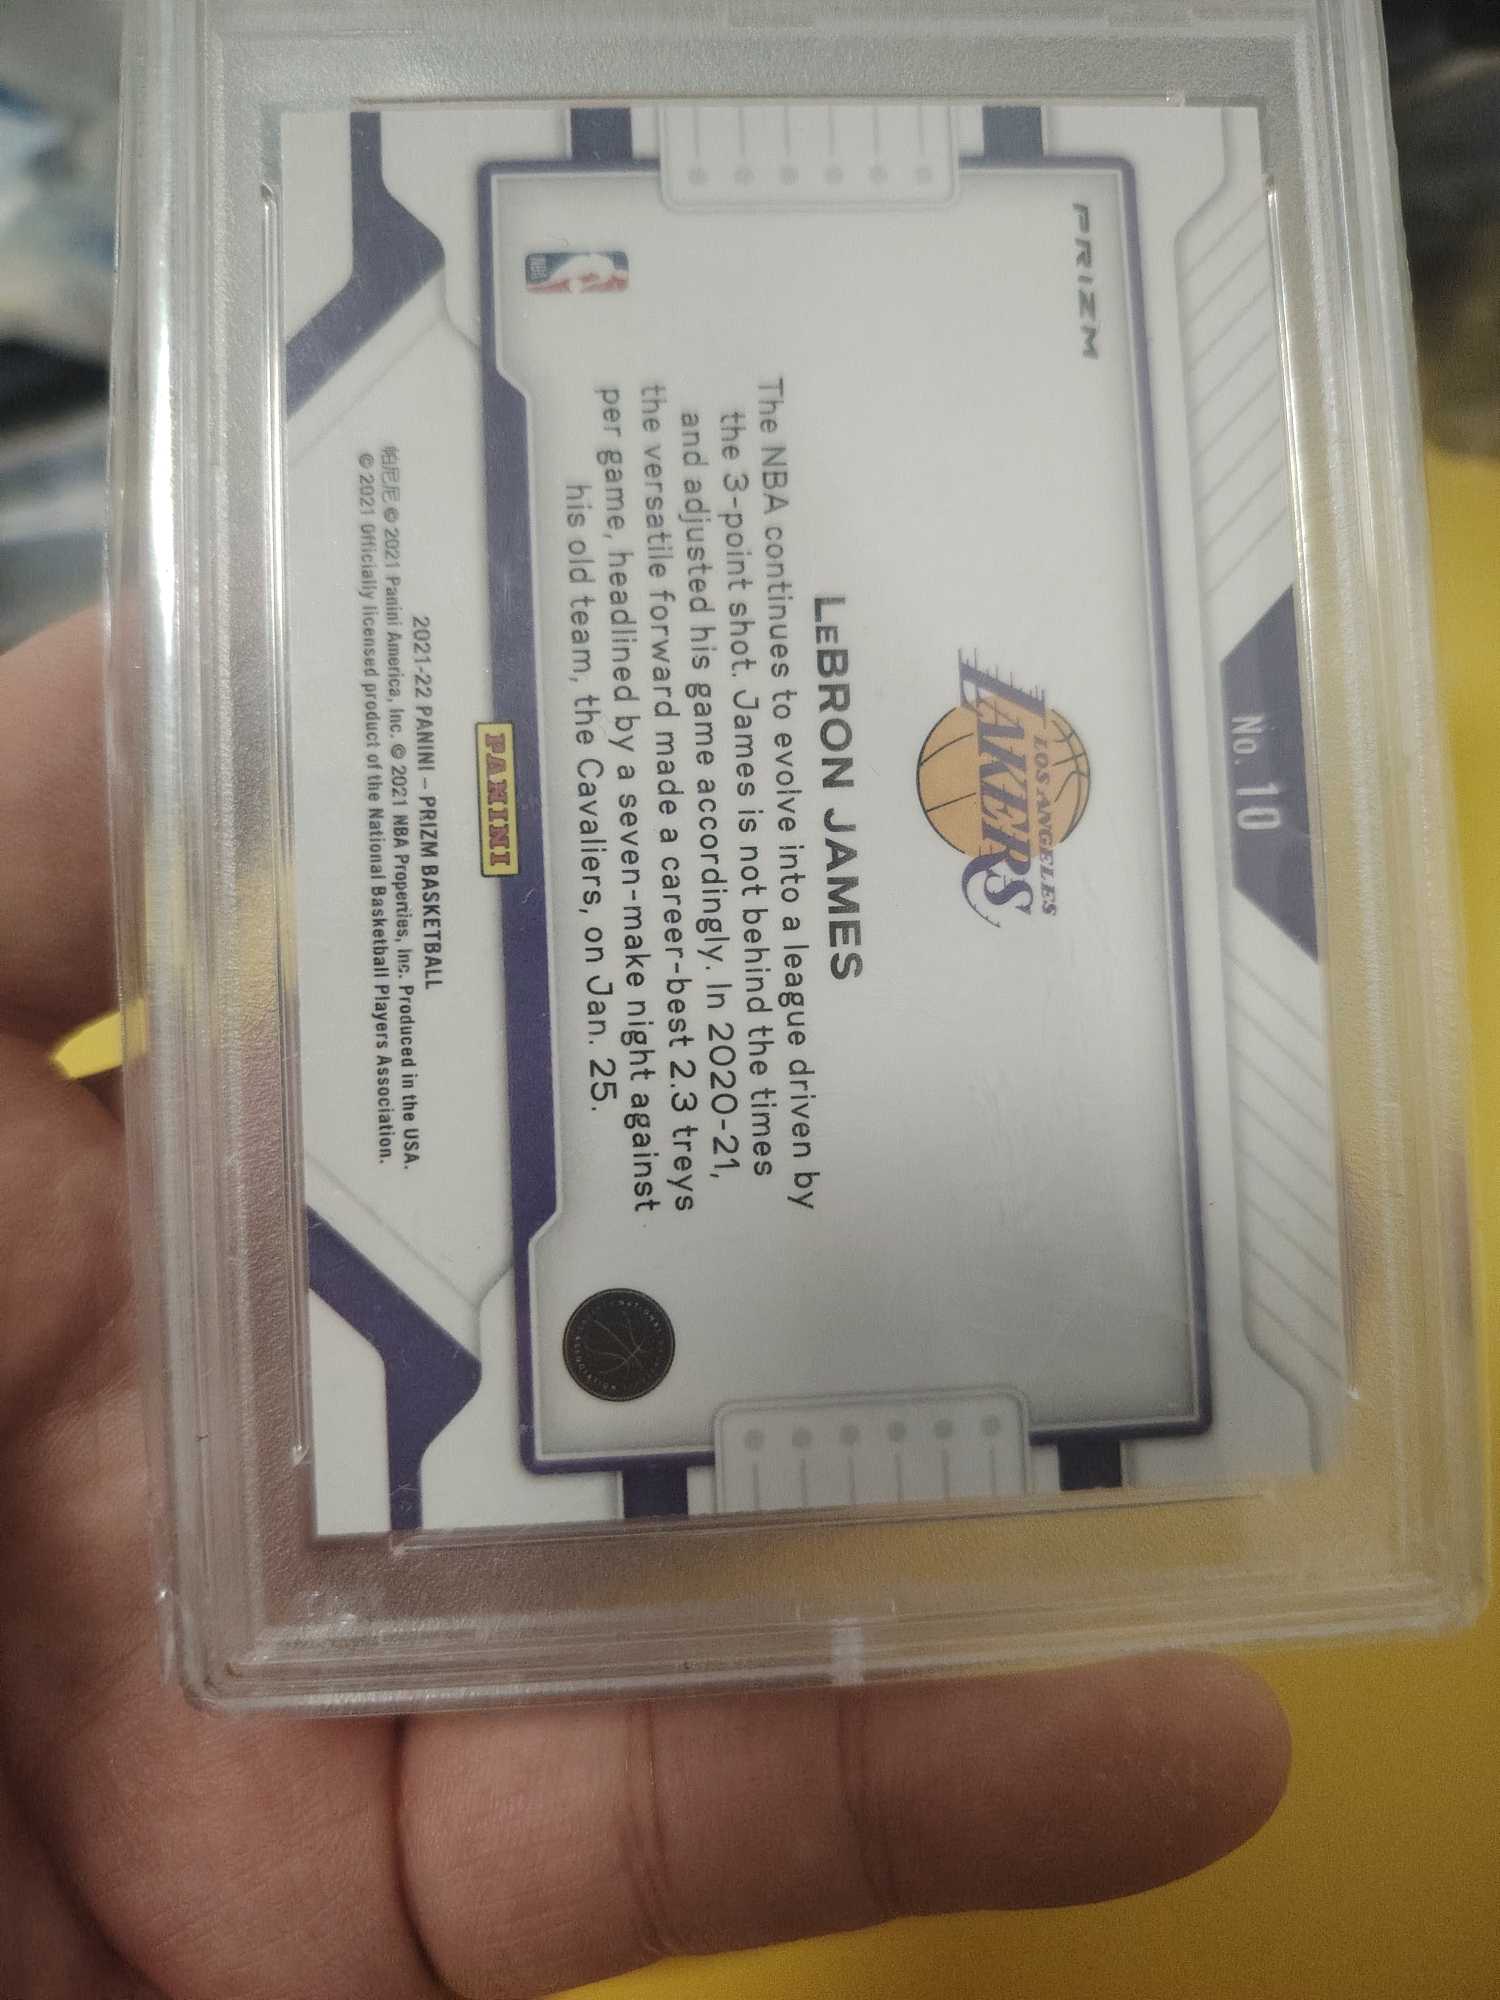 No. 10
PRIZM
LOS ANGELES
LAKERS
LeBRON JAMES
The NBA continues to evolve into a league driven by
the 3-point shot. James is not behind the times
and adjusted his game accordingly. In 2020-21,
the versatile forward made a career-best 2.3 treys
per game, headlined by a seven-make night against
his old team, the Cavaliers, on Jan. 25.
NBA
PANINI
2021-22 PANINI – PRIZM BASKETBALL
帕尼尼 © 2021 Panini America, Inc. © 2021 NBA Properties, Inc. Produced in the USA.
© 2021 Officially licensed product of the National Basketball Players Association.